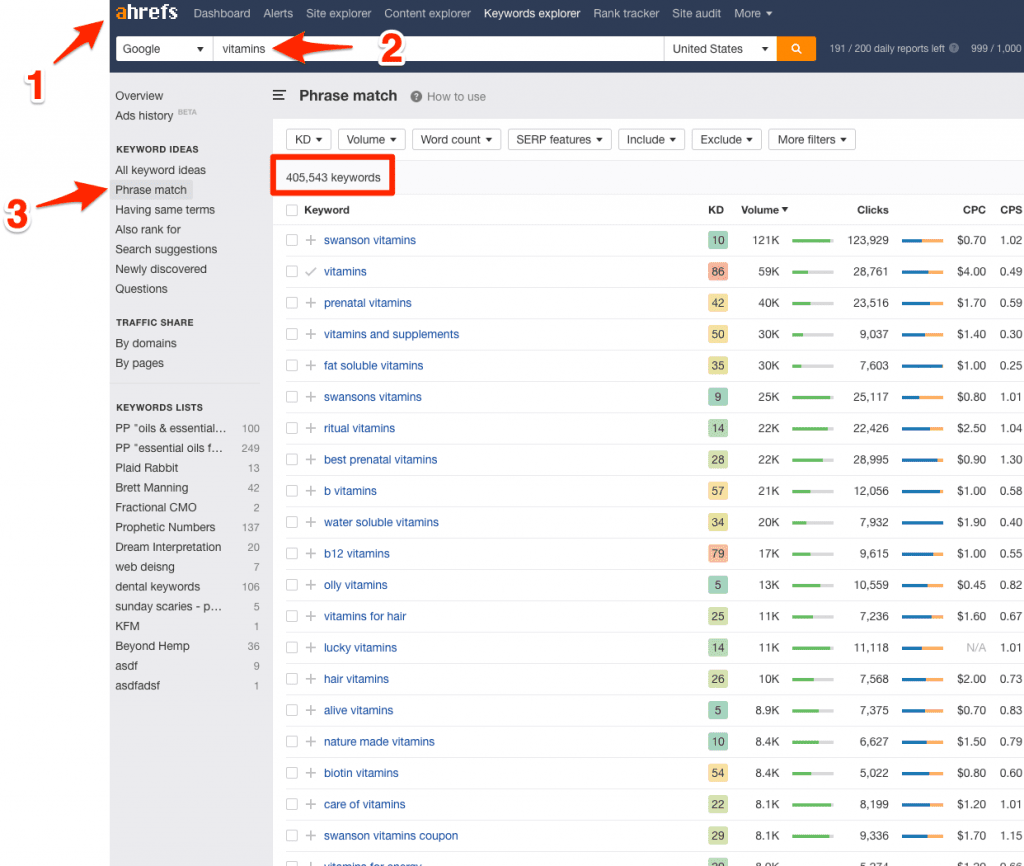 ahrefs Dashboard Alerts Site explorer Content explorer Keywords explorer Rank tracker Site audit More
Google vitamins United States 191 / 200 daily reports left 999 / 1,000
1
2
3
Overview
Ads history BETA
KEYWORD IDEAS
All keyword ideas
Phrase match
Having same terms
Also rank for
Search suggestions
Newly discovered
Questions
TRAFFIC SHARE
By domains
By pages
KEYWORDS LISTS
PP "oils & essential... 100
PP "essential oils f... 249
Plaid Rabbit 13
Brett Manning 42
Fractional CMO 2
Prophetic Numbers 137
Dream Interpretation 20
web deisng 7
dental keywords 106
sunday scaries - p... 5
KFM 1
Beyond Hemp 36
asdf 9
asdfadsf 1
Phrase match ? How to use
KD Volume Word count SERP features Include Exclude More filters
405,543 keywords
Keyword KD Volume Clicks CPC CPS
swanson vitamins 10 121K 123,929 $0.70 1.02
vitamins 86 59K 28,761 $4.00 0.49
prenatal vitamins 42 40K 23,516 $1.70 0.59
vitamins and supplements 50 30K 9,037 $1.40 0.30
fat soluble vitamins 35 30K 7,603 $1.00 0.25
swansons vitamins 9 25K 25,117 $0.80 1.01
ritual vitamins 14 22K 22,426 $2.50 1.04
best prenatal vitamins 28 22K 28,995 $0.90 1.30
b vitamins 57 21K 12,056 $1.00 0.58
water soluble vitamins 34 20K 7,932 $1.90 0.40
b12 vitamins 79 17K 9,615 $1.00 0.55
olly vitamins 5 13K 10,559 $0.45 0.82
vitamins for hair 25 11K 7,236 $1.60 0.67
lucky vitamins 14 11K 11,118 N/A 1.01
hair vitamins 26 10K 7,568 $2.00 0.73
alive vitamins 5 8.9K 7,375 $0.70 0.83
nature made vitamins 10 8.4K 6,627 $1.50 0.79
biotin vitamins 54 8.4K 5,022 $0.80 0.60
care of vitamins 22 8.1K 8,199 $1.20 1.01
swanson vitamins coupon 29 8.1K 9,336 $1.70 1.15
vitamins for energy